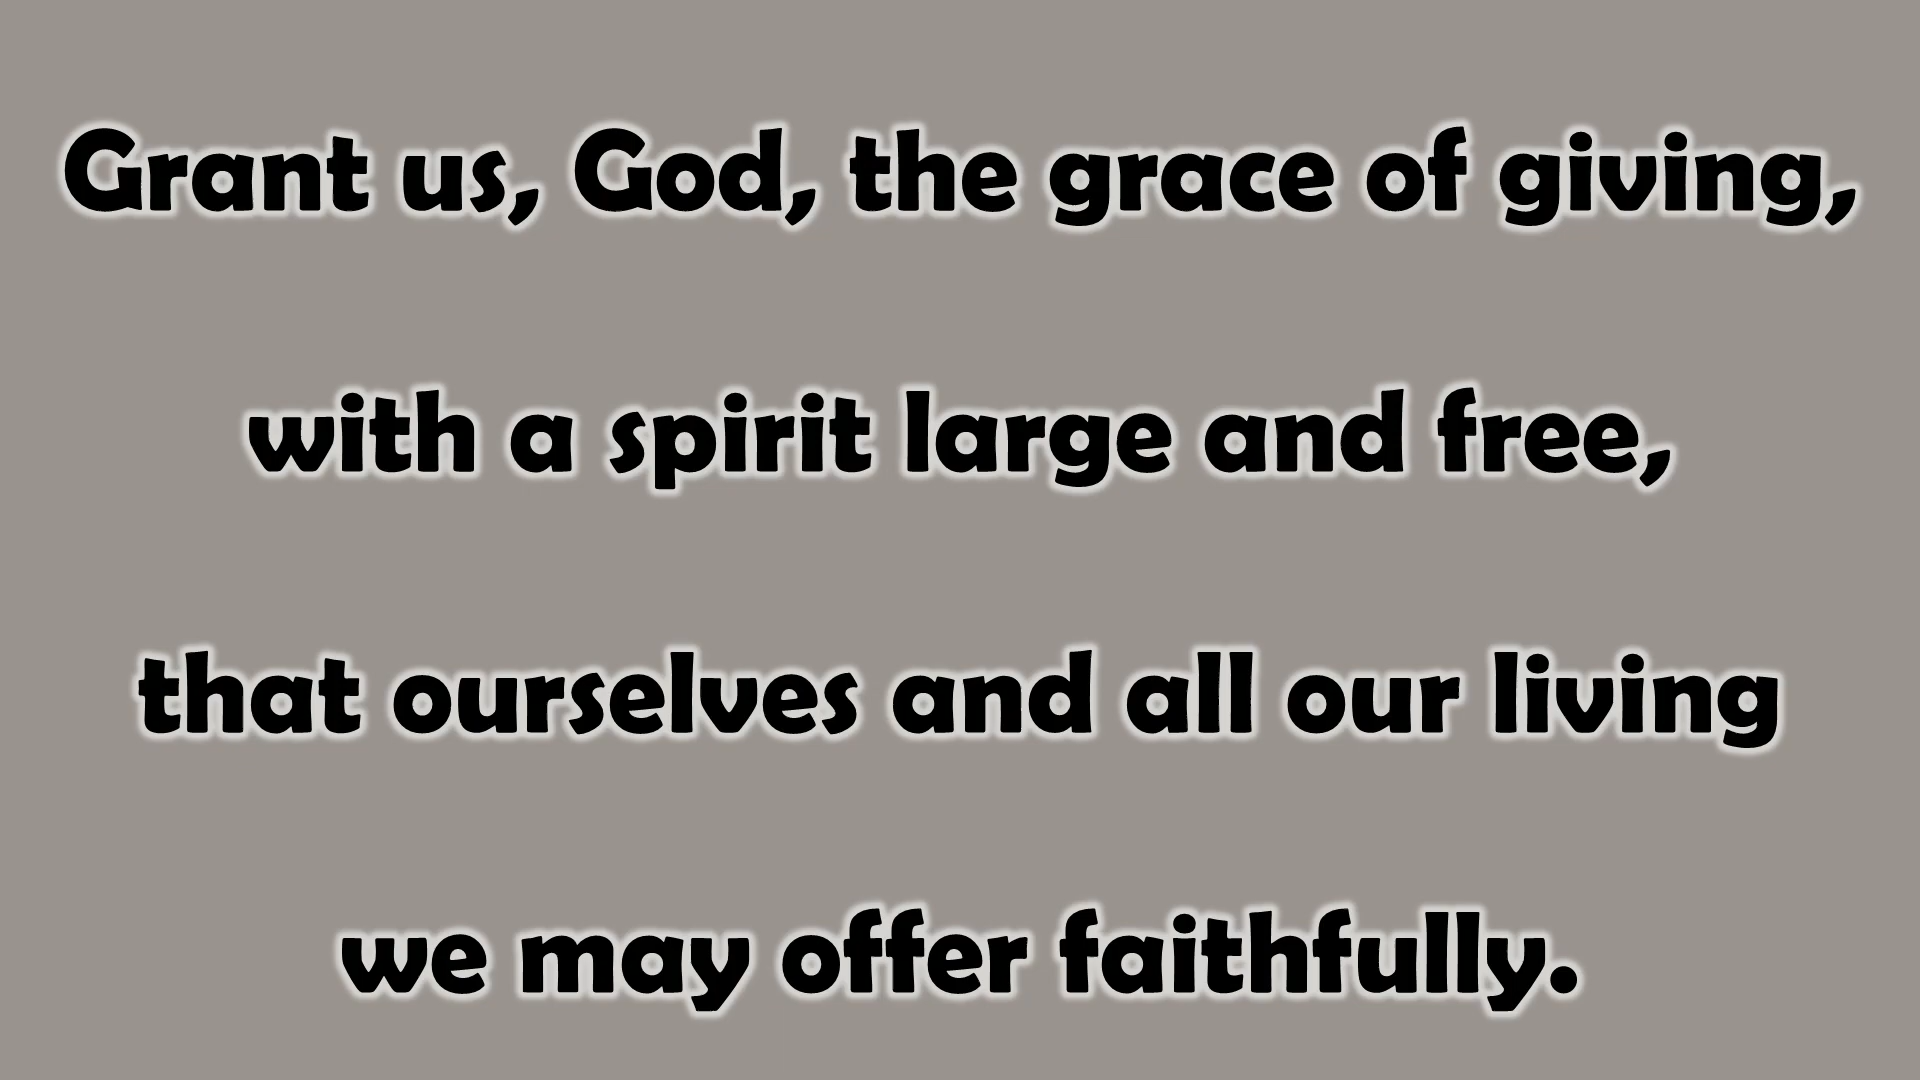 Grant us, God, the grace of giving,
with a spirit large and free,
that ourselves and all our living
we may offer faithfully.